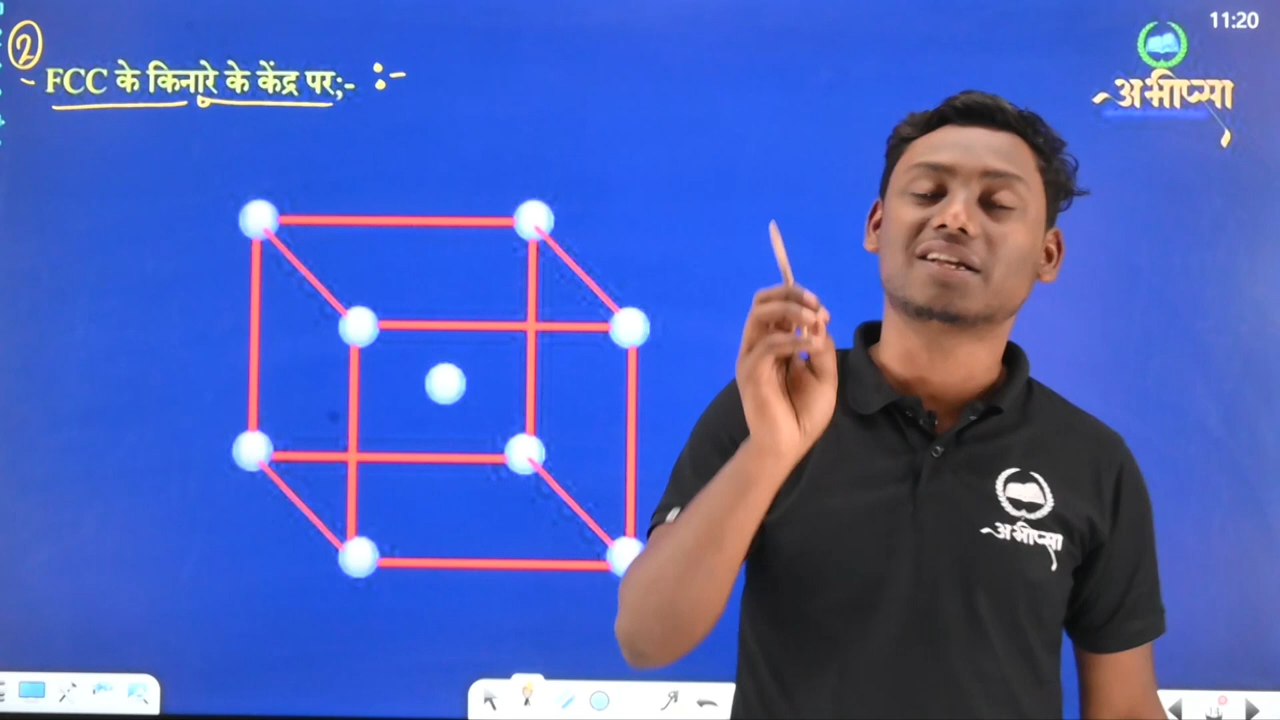 ②
FCC के किनारे के केंद्र पर;- :-
11:20
अभीप्सा
अभीप्सा